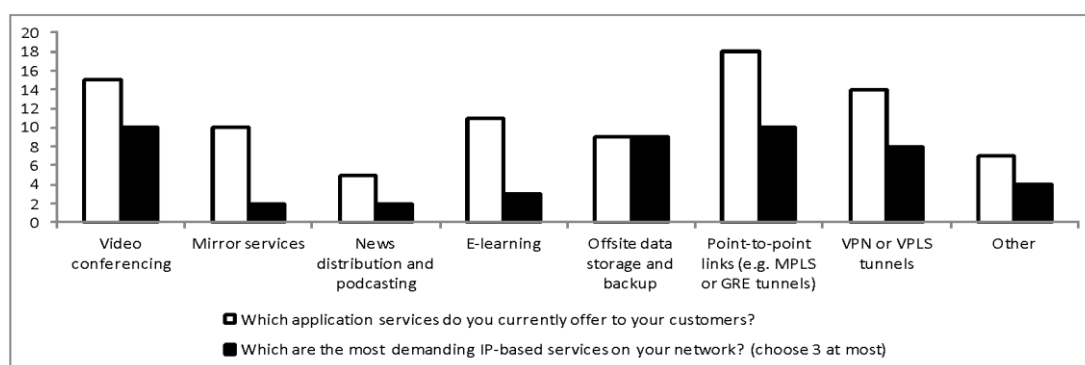 20
18
16
14
12
10
8
6
4
2
0
Video
conferencing
Mirror services
News
distribution and
podcasting
E-learning
Offsite data
storage and
backup
Point-to-point
links (e.g. MPLS
or GRE tunnels)
VPN or VPLS
tunnels
Other
Which application services do you currently offer to your customers?
Which are the most demanding IP-based services on your network? (choose 3 at most)